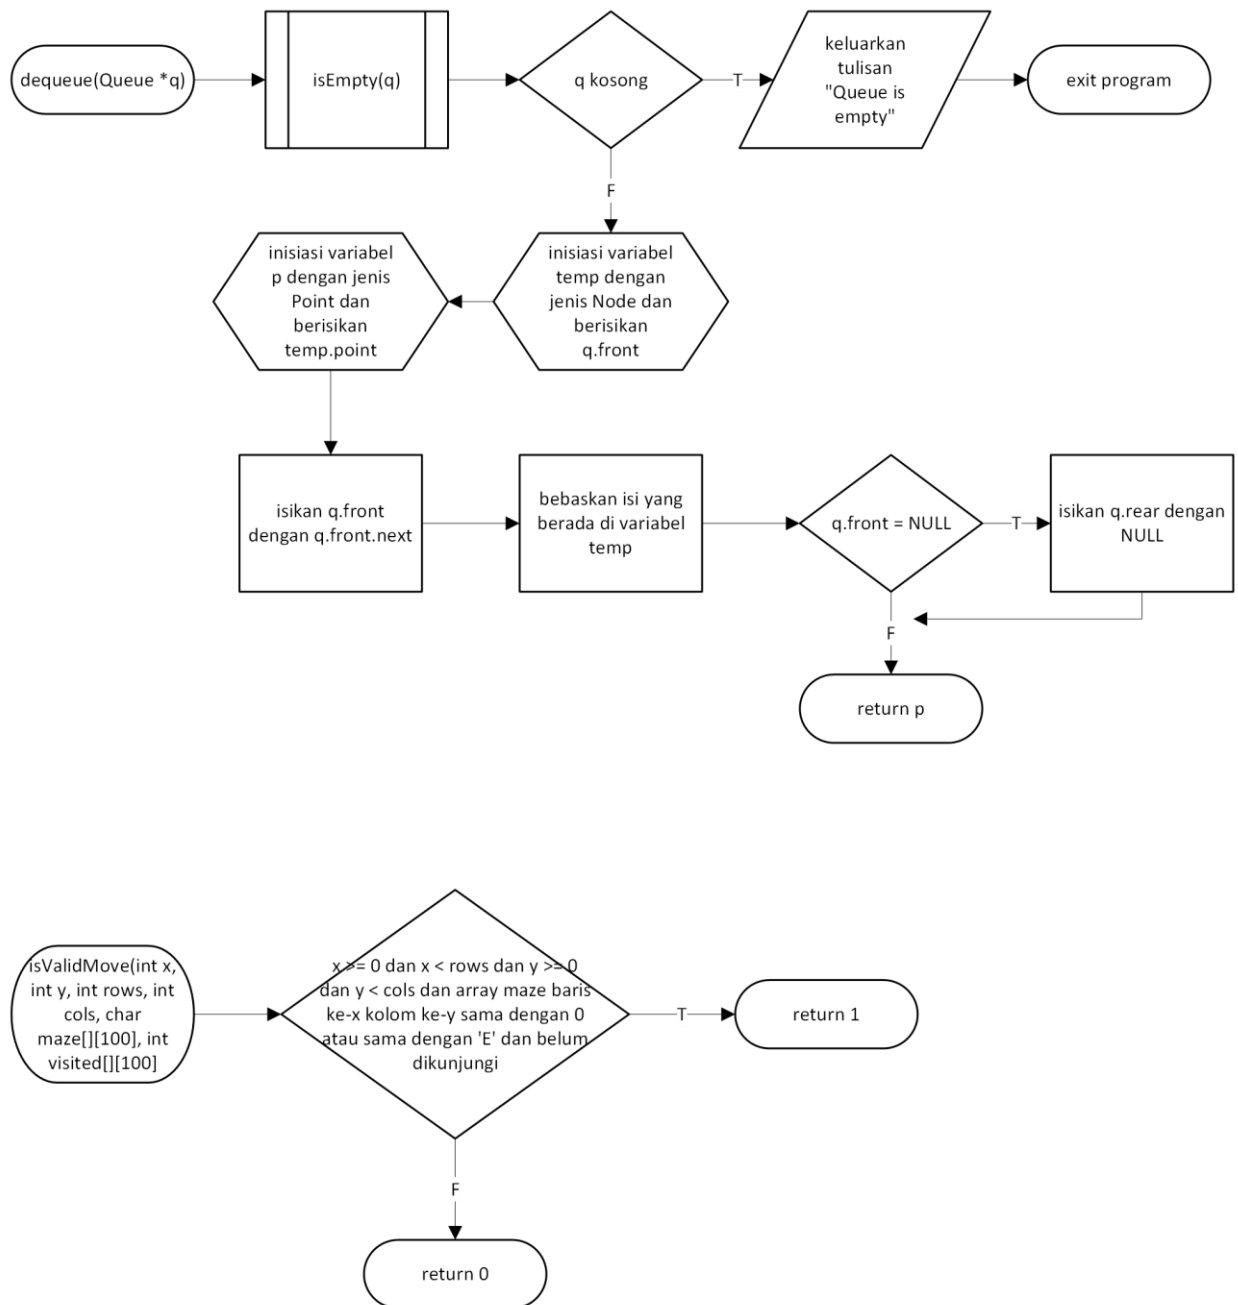 dequeue(Queue *q)
isEmpty(q)
q kosong
T
keluarkan
tulisan
"Queue is
empty"
exit program
F
inisiasi variabel
p dengan jenis
Point dan
berisikan
temp.point
inisiasi variabel
temp dengan
jenis Node dan
berisikan
q.front
isikan q.front
dengan q.front.next
bebaskan isi yang
berada di variabel
temp
q.front = NULL
T
isikan q.rear dengan
NULL
F
return p
isValidMove(int x,
int y, int rows, int
cols, char
maze[][100], int
visited[][100]
x >= 0 dan x < rows dan y >= 0
dan y < cols dan array maze baris
ke-x kolom ke-y sama dengan 0
atau sama dengan 'E' dan belum
dikunjungi
T
return 1
F
return 0